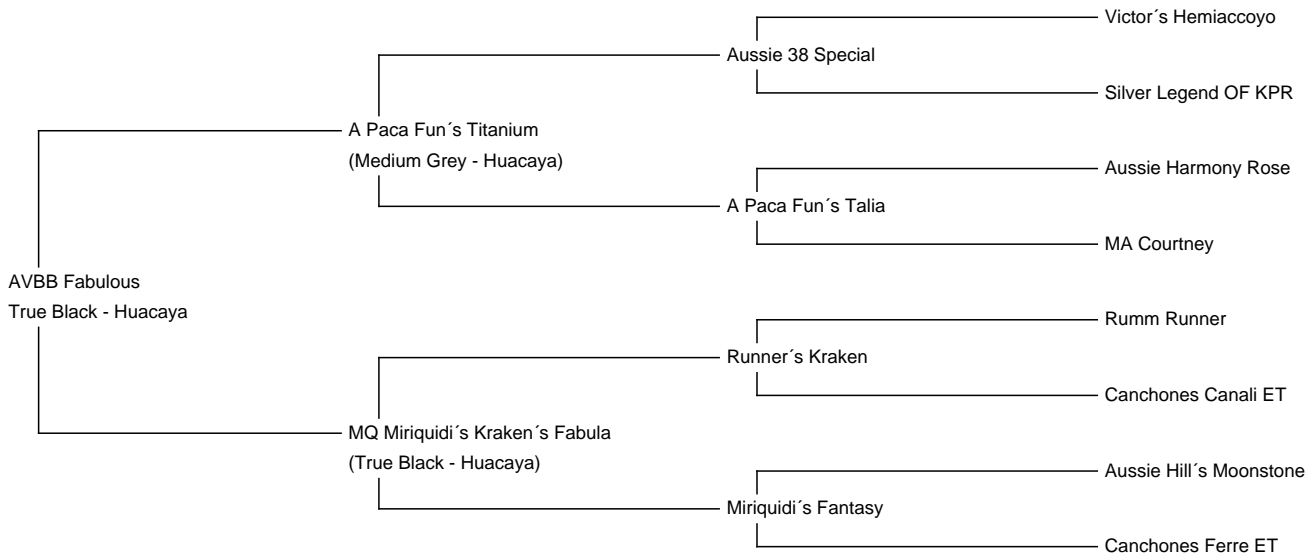 Victor´s Hemiaccoyo
Aussie 38 Special
Silver Legend OF KPR
A Paca Fun´s Titanium
(Medium Grey - Huacaya)
Aussie Harmony Rose
A Paca Fun´s Talia
MA Courtney
AVBB Fabulous
True Black - Huacaya
Rumm Runner
Runner´s Kraken
Canchones Canali ET
MQ Miriquidi´s Kraken´s Fabula
(True Black - Huacaya)
Aussie Hill´s Moonstone
Miriquidi´s Fantasy
Canchones Ferre ET